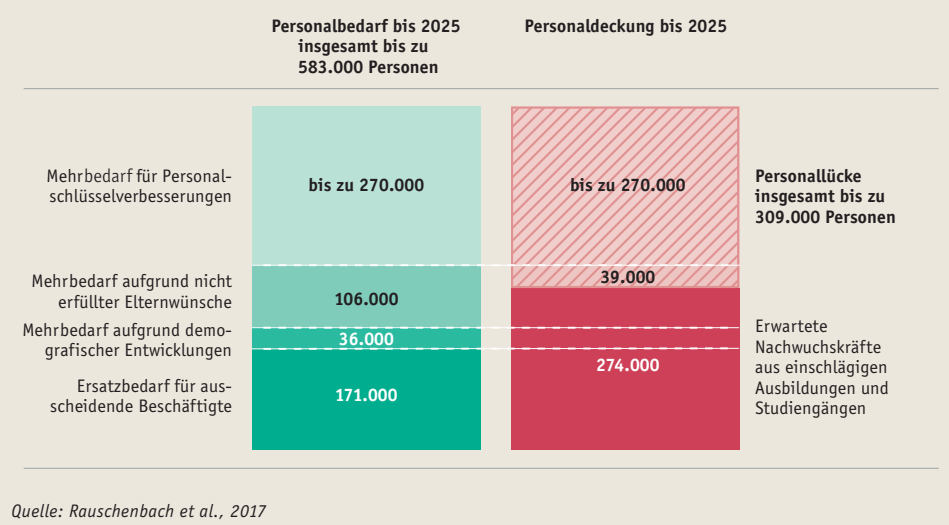 Personalbedarf bis 2025
insgesamt bis zu
583.000 Personen
Personaldeckung bis 2025
Mehrbedarf für Personal-
schlüsselverbesserungen
bis zu 270.000
bis zu 270.000
Personallücke
insgesamt bis zu
309.000 Personen
Mehrbedarf aufgrund nicht
erfüllter Elternwünsche
106.000
39.000
Mehrbedarf aufgrund demo-
grafischer Entwicklungen
36.000
Ersatzbedarf für aus-
scheidende Beschäftigte
171.000
274.000
Erwartete
Nachwuchskräfte
aus einschlägigen
Ausbildungen und
Studiengängen
Quelle: Rauschenbach et al., 2017